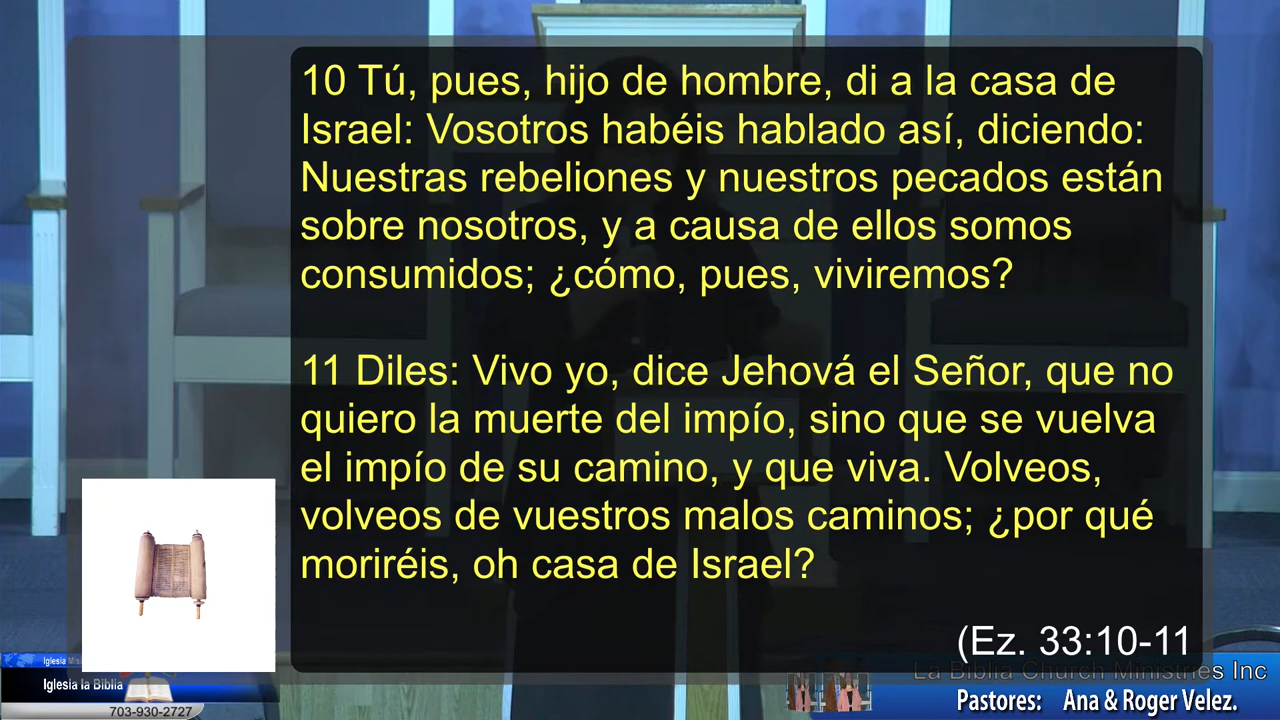 10 Tú, pues, hijo de hombre, di a la casa de
Israel: Vosotros habéis hablado así, diciendo:
Nuestras rebeliones y nuestros pecados están
sobre nosotros, y a causa de ellos somos
consumidos; ¿cómo, pues, viviremos?
11 Diles: Vivo yo, dice Jehová el Señor, que no
quiero la muerte del impío, sino que se vuelva
el impío de su camino, y que viva. Volveos,
volveos de vuestros malos caminos; ¿por qué
moriréis, oh casa de Israel?
(Ez. 33:10-11
Iglesia
Iglesia la Biblia
703-930-2727
La Biblia Church Ministries Inc
Pastores: Ana & Roger Velez.